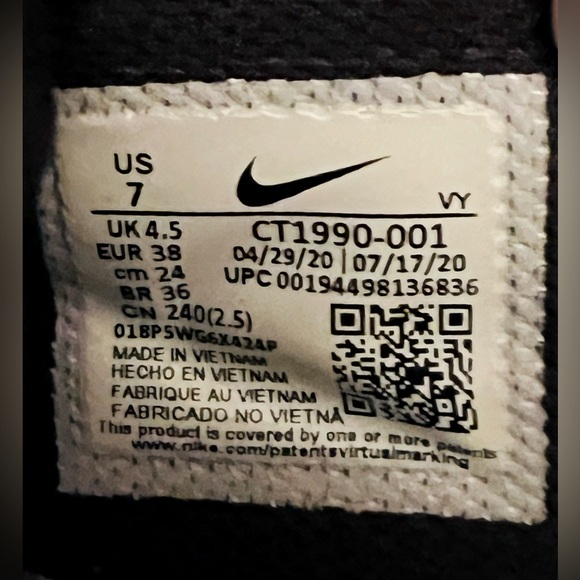 US
7
VY
UK 4.5
EUR 38
cm 24
BR 36
CN 240(2.5)
018P5WG6X424P
CT1990-001
04/29/20 | 07/17/20
UPC 00194498136836
MADE IN VIETNAM
HECHO EN VIETNAM
FABRIQUE AU VIETNAM
FABRICADO NO VIETNÃ
This product is covered by one or more patents
www.nike.com/patentsvirtualmarking